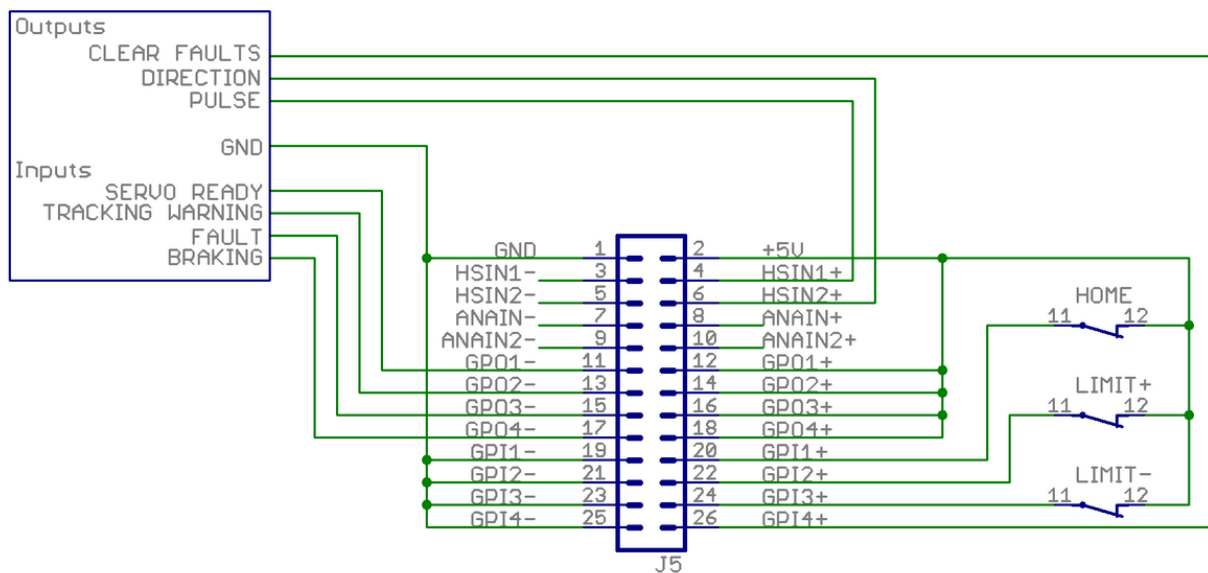 Outputs
CLEAR FAULTS
DIRECTION
PULSE
GND
Inputs
SERVO READY
TRACKING WARNING
FAULT
BRAKING
GND 1 2 +5V
HSIN1- 3 4 HSIN1+
HSIN2- 5 6 HSIN2+
ANAIN- 7 8 ANAIN+
ANAIN2- 9 10 ANAIN2+
GPO1- 11 12 GPO1+
GPO2- 13 14 GPO2+
GPO3- 15 16 GPO3+
GPO4- 17 18 GPO4+
GPI1- 19 20 GPI1+
GPI2- 21 22 GPI2+
GPI3- 23 24 GPI3+
GPI4- 25 26 GPI4+
J5
HOME
11 12
LIMIT+
11 12
LIMIT-
11 12